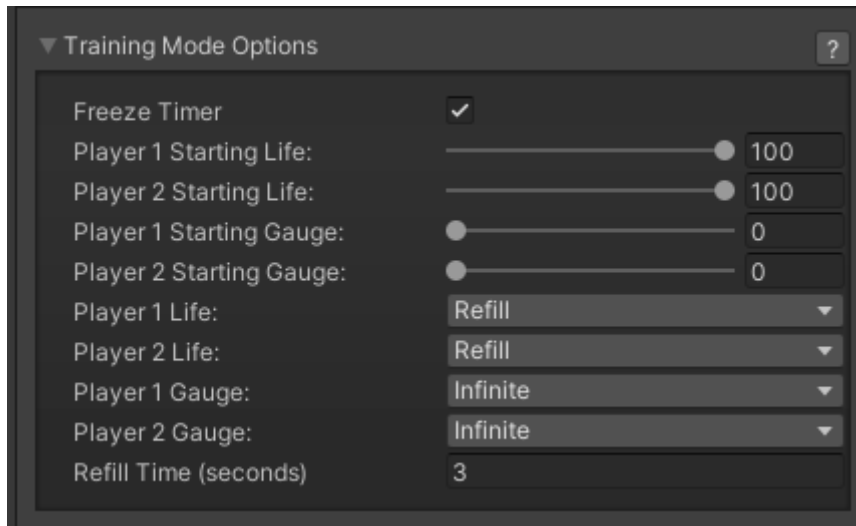 Training Mode Options ?
Freeze Timer
Player 1 Starting Life: 100
Player 2 Starting Life: 100
Player 1 Starting Gauge: 0
Player 2 Starting Gauge: 0
Player 1 Life: Refill
Player 2 Life: Refill
Player 1 Gauge: Infinite
Player 2 Gauge: Infinite
Refill Time (seconds) 3